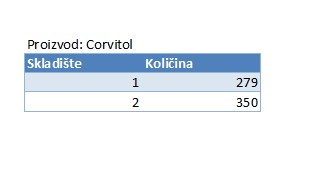 Proizvod: Corvitol
Skladište Količina
1 279
2 350